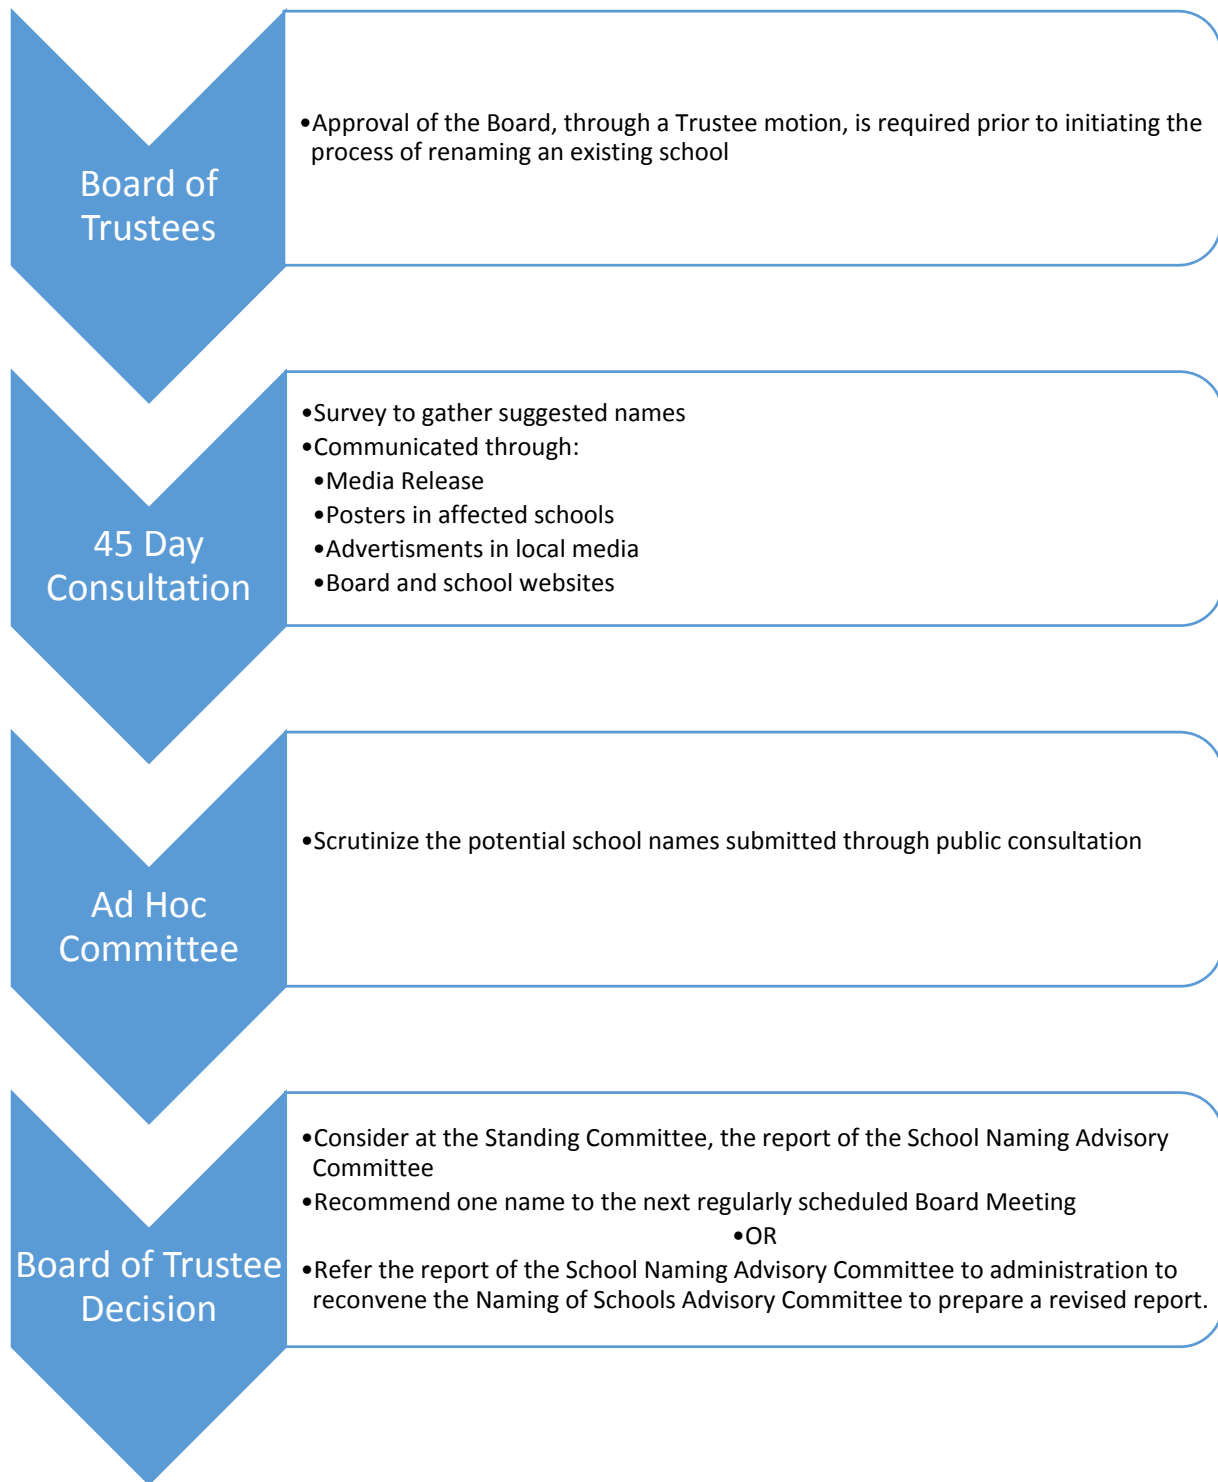 Board of
Trustees
•Approval of the Board, through a Trustee motion, is required prior to initiating the
process of renaming an existing school
45 Day
Consultation
•Survey to gather suggested names
•Communicated through:
•Media Release
•Posters in affected schools
•Advertisments in local media
•Board and school websites
Ad Hoc
Committee
•Scrutinize the potential school names submitted through public consultation
Board of Trustee
Decision
•Consider at the Standing Committee, the report of the School Naming Advisory
Committee
•Recommend one name to the next regularly scheduled Board Meeting
•OR
•Refer the report of the School Naming Advisory Committee to administration to
reconvene the Naming of Schools Advisory Committee to prepare a revised report.